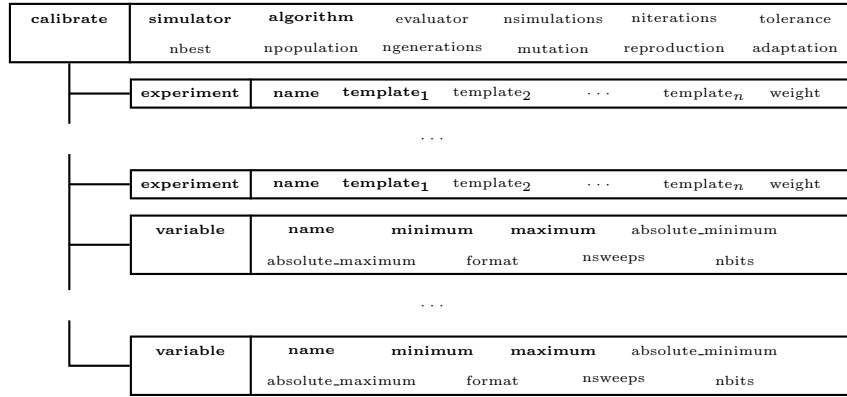 calibrate simulator algorithm evaluator nsimulations niterations tolerance
nbest npopulation ngenerations mutation reproduction adaptation
experiment name template₁ template₂ ··· templateₙ weight
···
experiment name template₁ template₂ ··· templateₙ weight
variable name minimum maximum absolute_minimum
absolute_maximum format nsweeps nbits
···
variable name minimum maximum absolute_minimum
absolute_maximum format nsweeps nbits